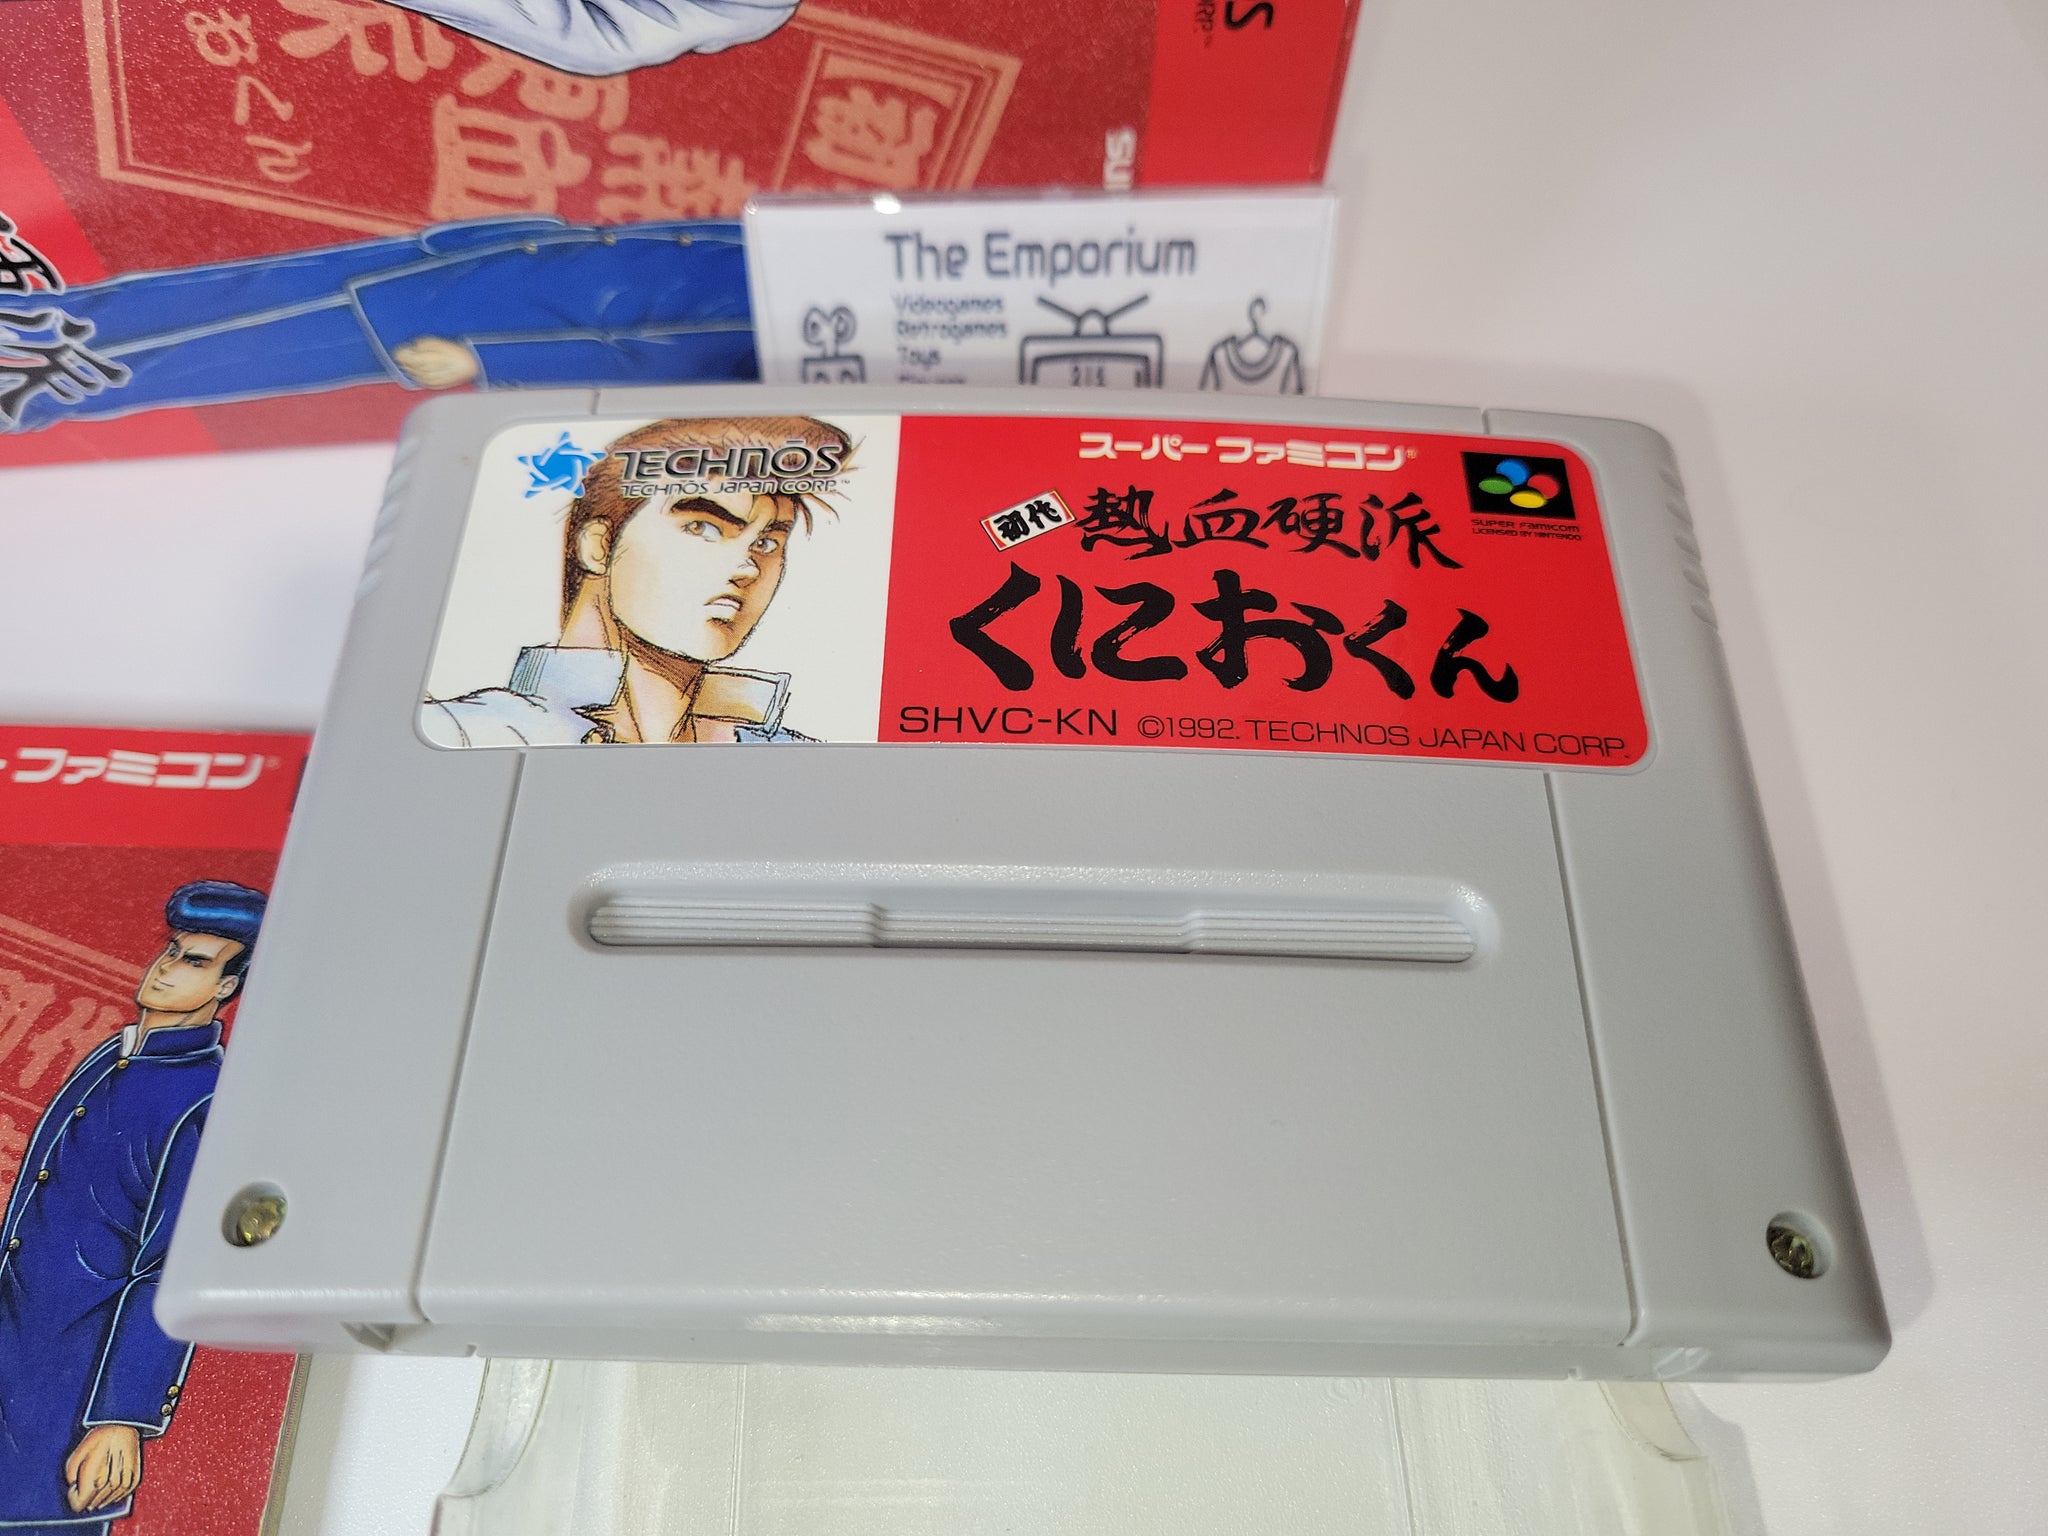 The Emporium
Videogames
Retrogames
Toys
TECHNŌS
TECHNŌS JAPAN CORP.™
スーパーファミコン®
初代
熱血硬派
くにおくん
SUPER FAMICOM
LICENSED BY NINTENDO
SHVC-KN ©1992. TECHNOS JAPAN CORP.
ファミコン®